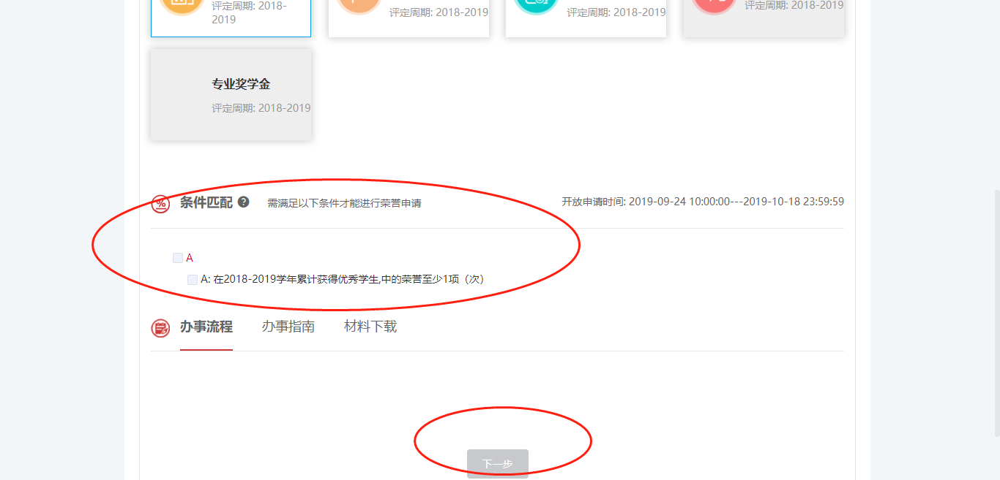 评定周期: 2018-
2019
评定周期: 2018-2019
评定周期: 2018-2019
评定周期: 2018-2019
专业奖学金
评定周期: 2018-2019
条件匹配 ? 需满足以下条件才能进行荣誉申请 开放申请时间: 2019-09-24 10:00:00---2019-10-18 23:59:59
A
A: 在2018-2019学年累计获得优秀学生,中的荣誉至少1项（次）
办事流程 办事指南 材料下载
下一步